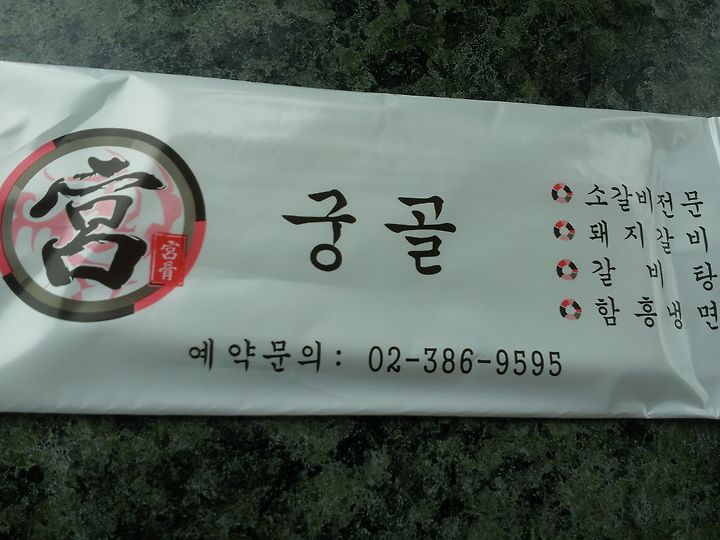 宮
宮骨
궁골
소갈비전문
돼지갈비
갈비탕
함흥냉면
예약문의: 02-386-9595